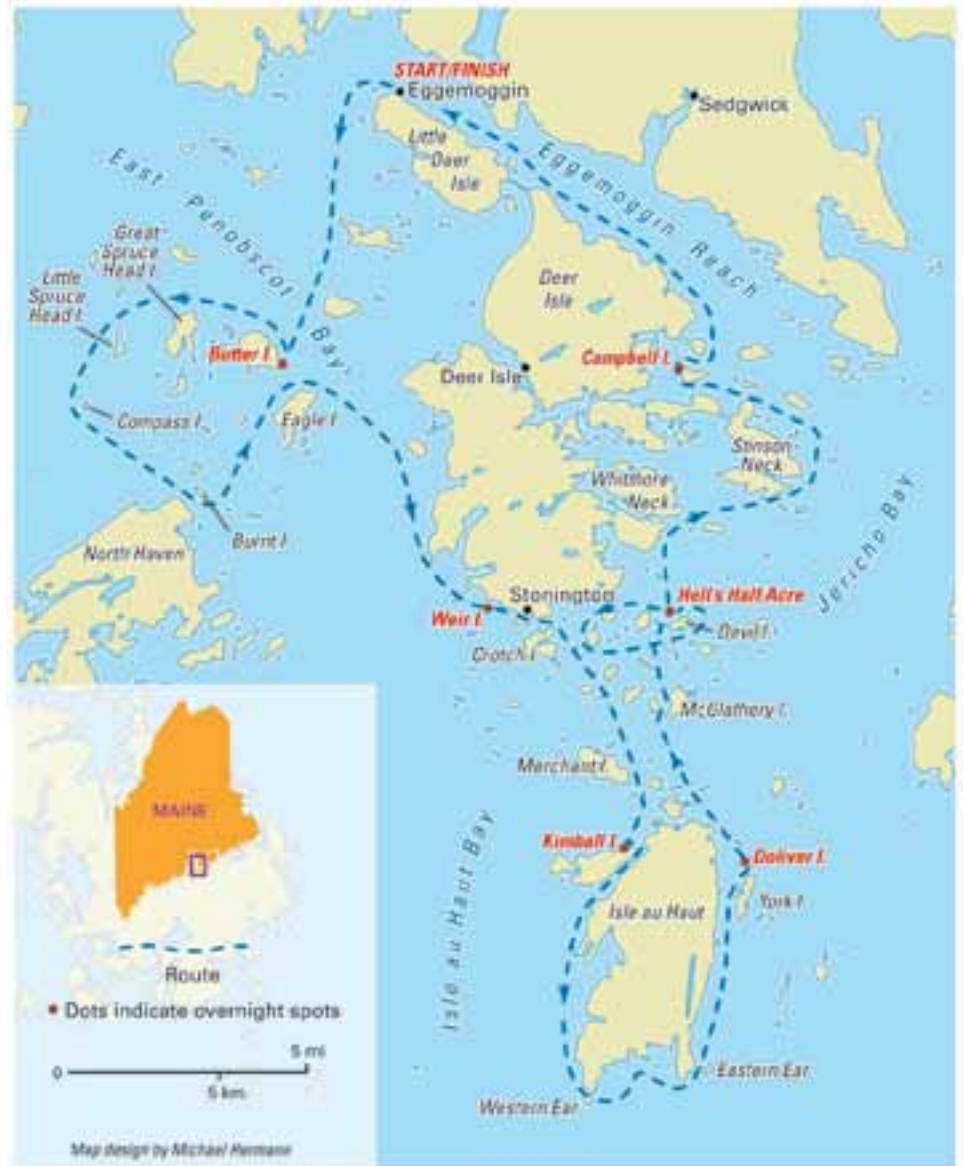 START/FINISH
Eggemoggin
Sedgwick
Little
Deer
Isle
Eggemoggin Reach
East Penobscot Bay
Great
Spruce
Head I.
Little
Spruce
Head I.
Deer
Isle
Butter I.
Campbell I.
Deer Isle
Compass I.
Eagle I.
Stinson
Neck
Whitmore
Neck
Burnt I.
North Haven
Jericho Bay
Stonington
Hell's Half Acre
Weir I.
Devil I.
Crotch I.
McGlathery I.
Merchant I.
MAINE
Kimball I.
Doliver I.
York I.
Isle au Haut
Isle au Haut Bay
Route
Dots indicate overnight spots
5 mi
0
5 km
Eastern Ear
Western Ear
Map design by Michael Hermann